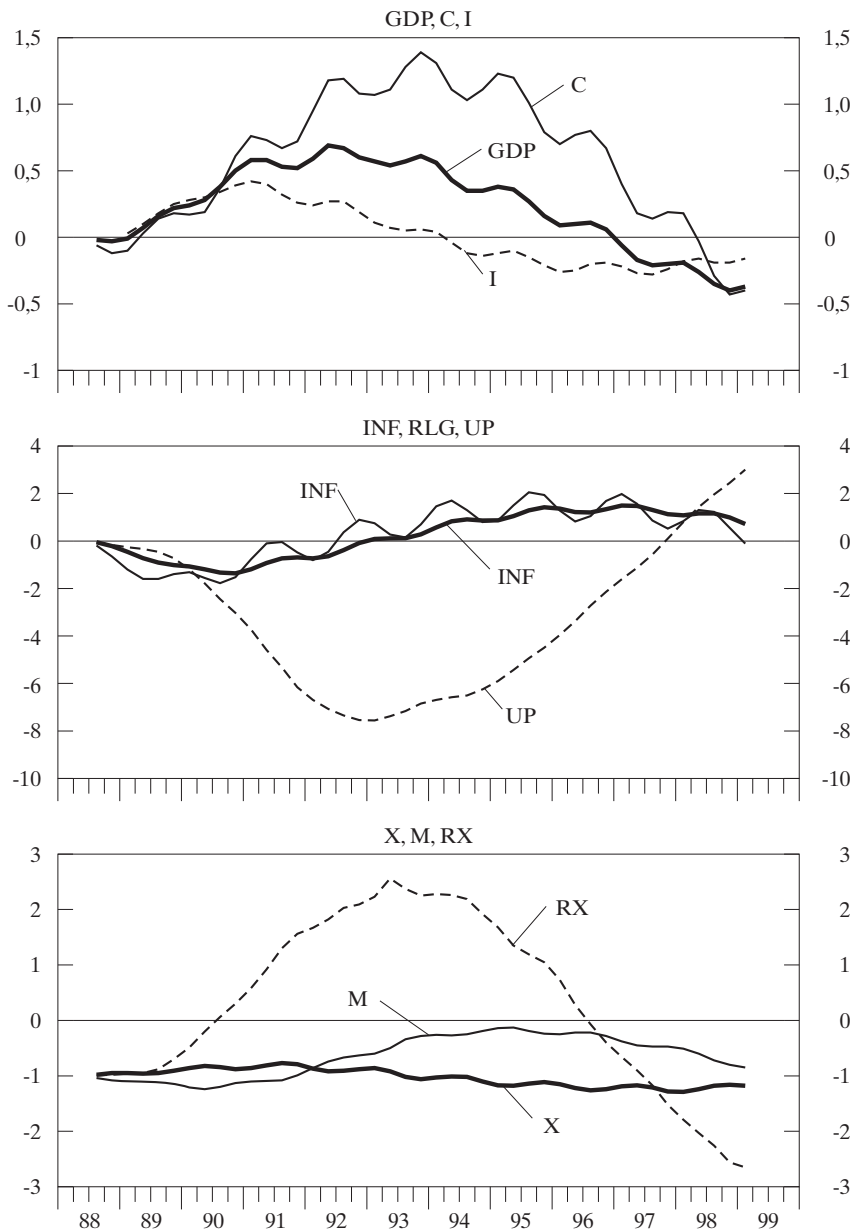 GDP, C, I
1,5 1,5
C
1,0 1,0
GDP
0,5 0,5
0 0
I
-0,5 -0,5
-1 -1
INF, RLG, UP
4 4
INF
2 2
0 0
INF
-2 -2
-4 -4
-6 -6
UP
-8 -8
-10 -10
X, M, RX
3 3
RX
2 2
1 1
M
0 0
-1 -1
X
-2 -2
-3 -3
88 89 90 91 92 93 94 95 96 97 98 99